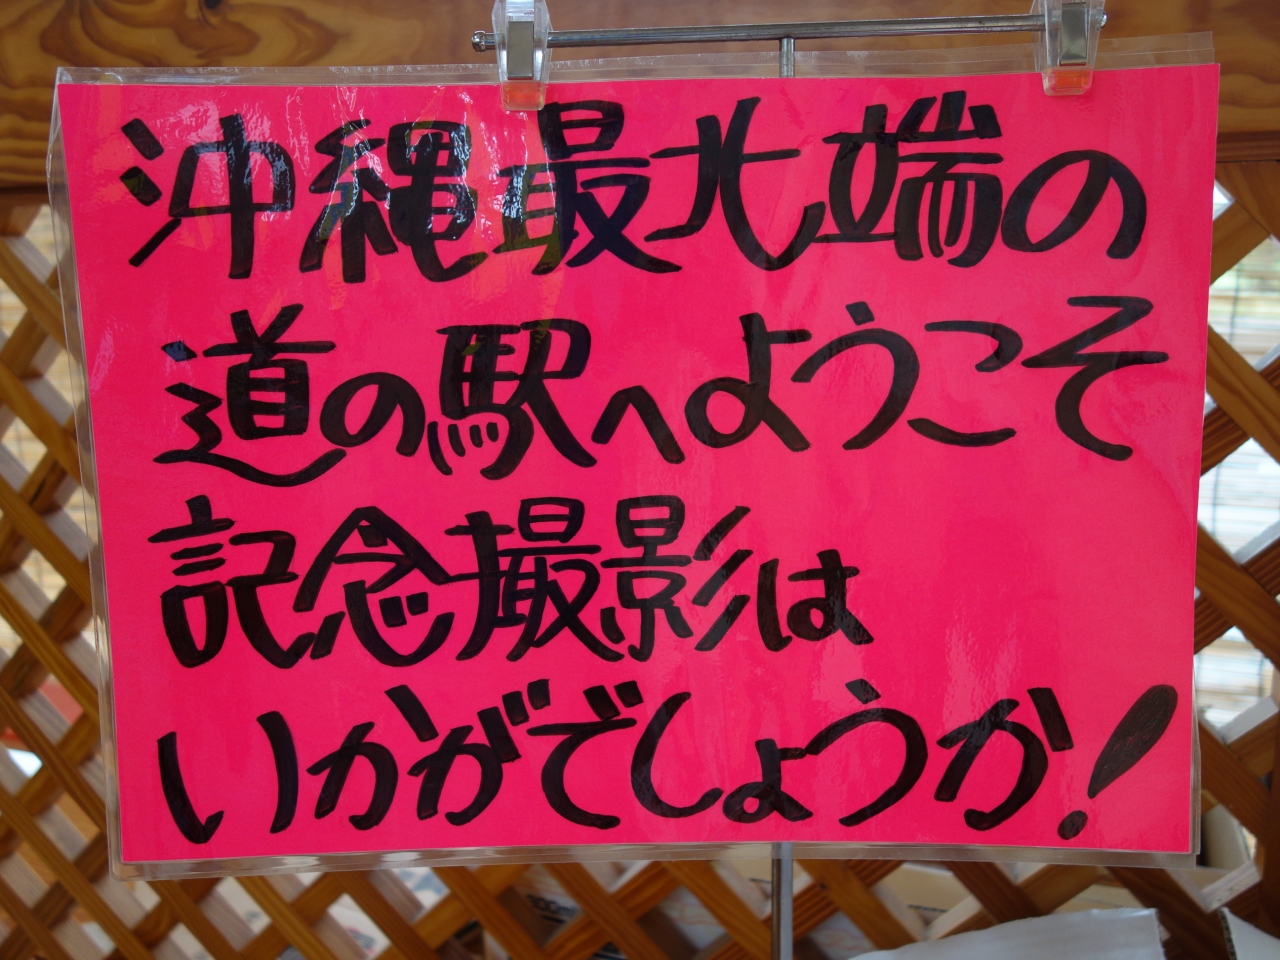 沖縄最北端の
道の駅へようこそ
記念撮影は
いかがでしょうか!